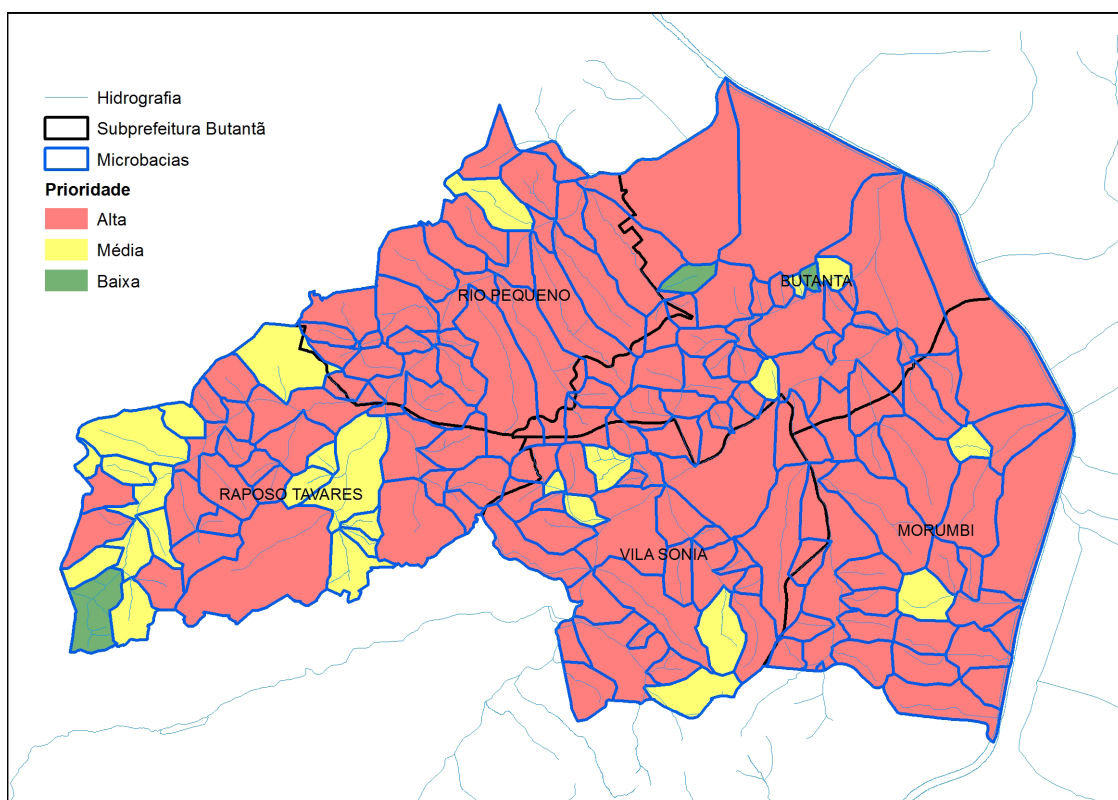 Hidrografia
Subprefeitura Butantã
Microbacias
Prioridade
Alta
Média
Baixa
RIO PEQUENO
BUTANTA
RAPOSO TAVARES
VILA SONIA
MORUMBI